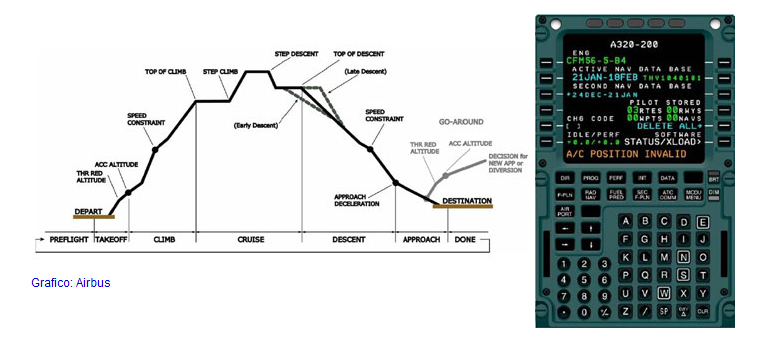 STEP DESCENT
TOP OF CLIMB
STEP CLIMB
TOP OF DESCENT
(Late Descent)
SPEED
CONSTRAINT
(Early Descent)
SPEED
CONSTRAINT
GO-AROUND
ACC ALTITUDE
THR RED
ALTITUDE
DECISION for
NEW APP or
DIVERSION
ACC ALTITUDE
THR RED
ALTITUDE
APPROACH
DECELERATION
DEPART
DESTINATION
PREFLIGHT TAKEOFF CLIMB CRUISE DESCENT APPROACH DONE
Grafico: Airbus
A320-200
ENG
CFM56-5-B4
ACTIVE NAV DATA BASE
21JAN-18FEB THV1040101
SECOND NAV DATA BASE
*24DEC-21JAN
PILOT STORED
03RTES 00RWYS
CHG CODE 00WPTS 00NAVS
[ ] DELETE ALL*
IDLE/PERF SOFTWARE
+0.0/+0.0 STATUS/XLOAD>
A/C POSITION INVALID
DIR PROG PERF INIT DATA BRT
F-PLN RAD NAV FUEL PRED SEC F-PLN ATC COMM MCDU MENU DIM
AIR PORT
← ↑
→ ↓
A B C D E
F G H I J
K L M N O
P Q R S T
U V W X Y
Z / SP OVFY Δ CLR
1 2 3
4 5 6
7 8 9
. 0 +/-